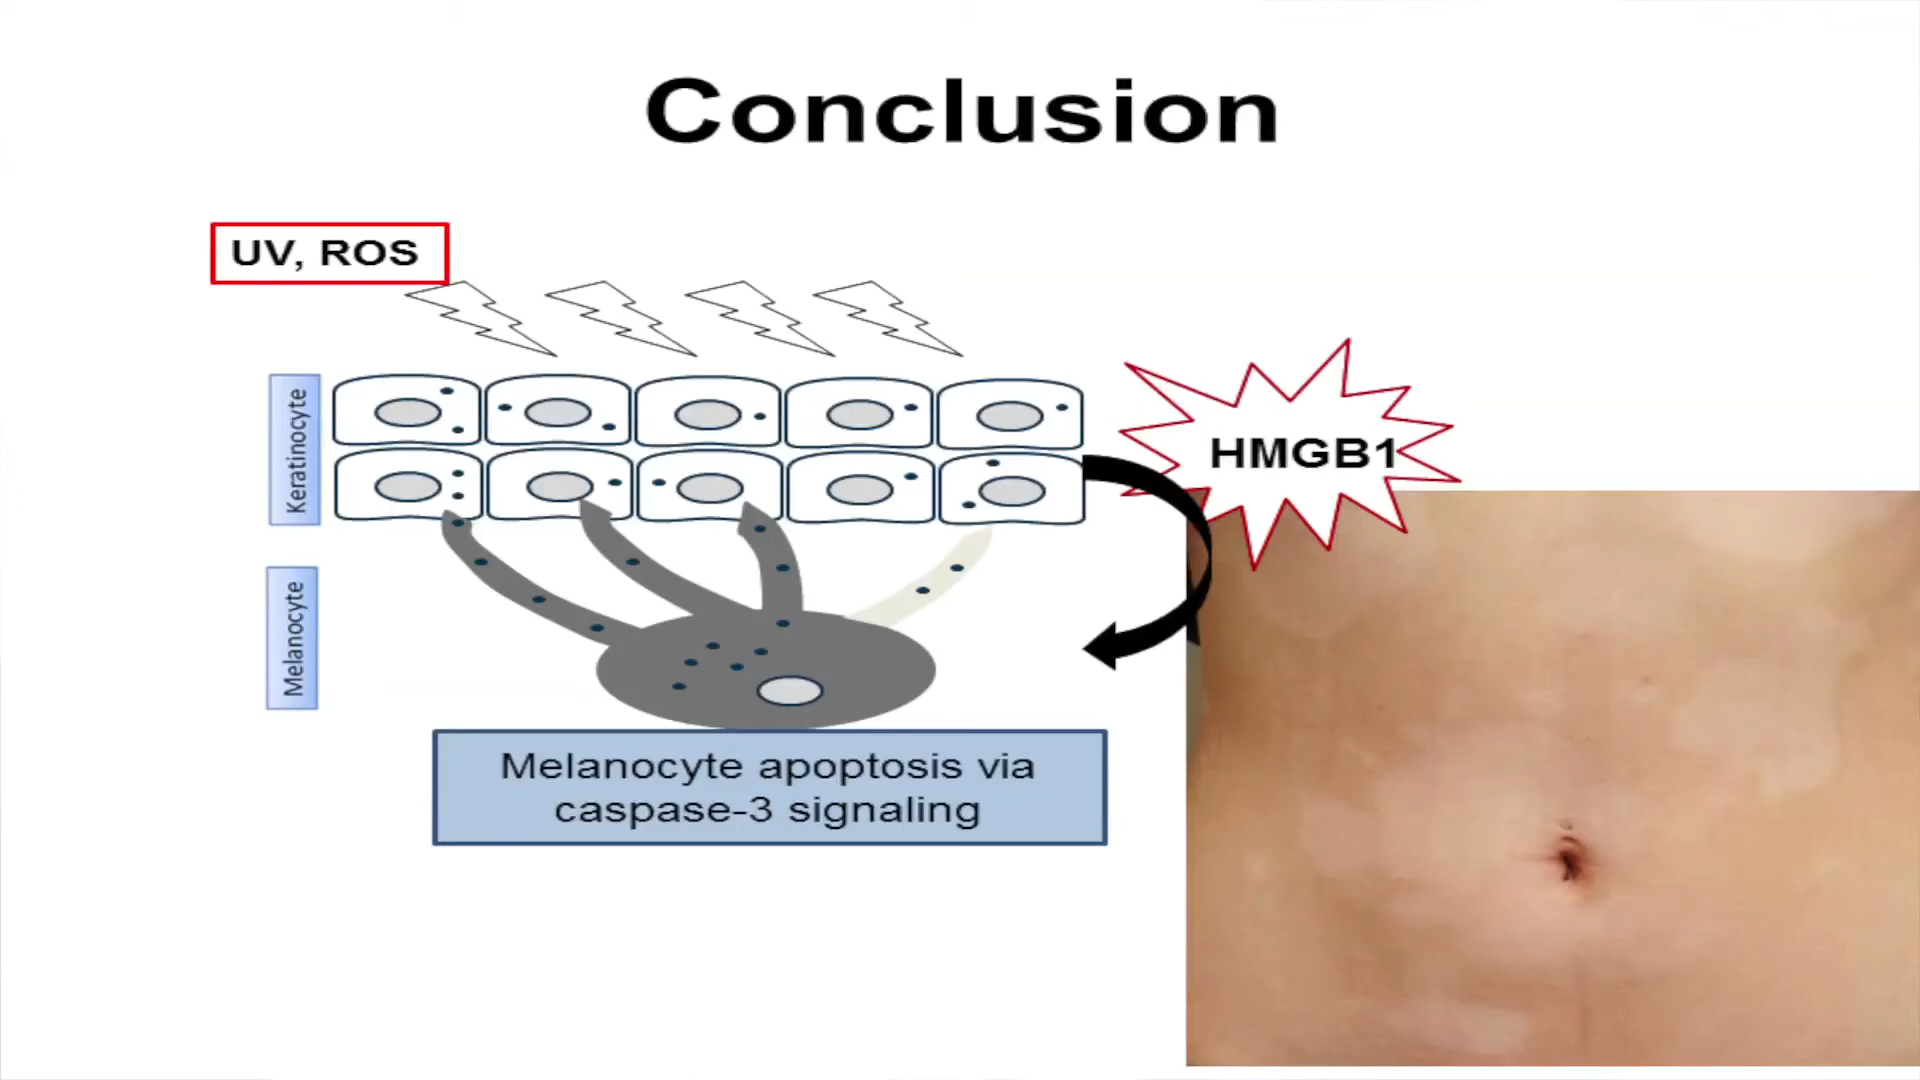 Conclusion
UV, ROS
Keratinocyte
HMGB1
Melanocyte
Melanocyte apoptosis via
caspase-3 signaling